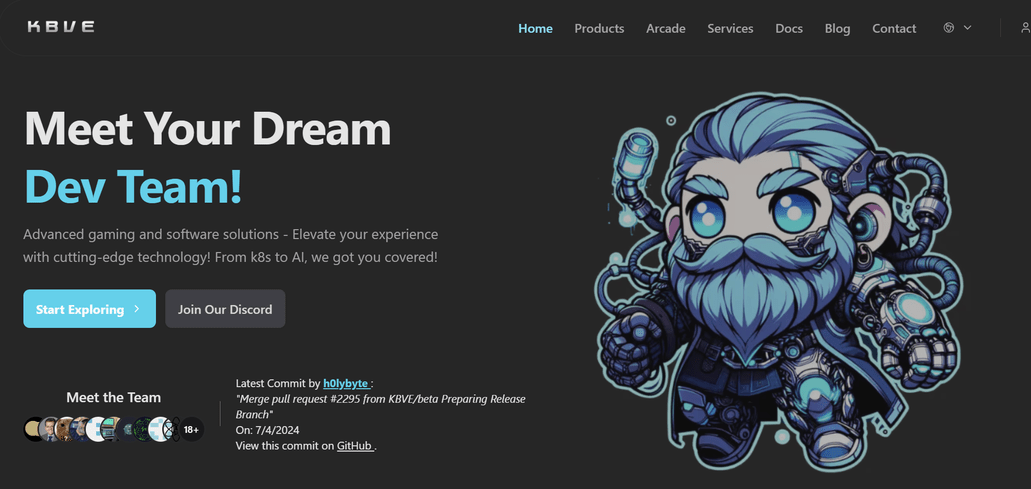 KBVE
Home Products Arcade Services Docs Blog Contact
Meet Your Dream
Dev Team!
Advanced gaming and software solutions - Elevate your experience
with cutting-edge technology! From k8s to AI, we got you covered!
Start Exploring
Join Our Discord
Meet the Team
18+
Latest Commit by h0lybyte :
"Merge pull request #2295 from KBVE/beta Preparing Release
Branch"
On: 7/4/2024
View this commit on GitHub .